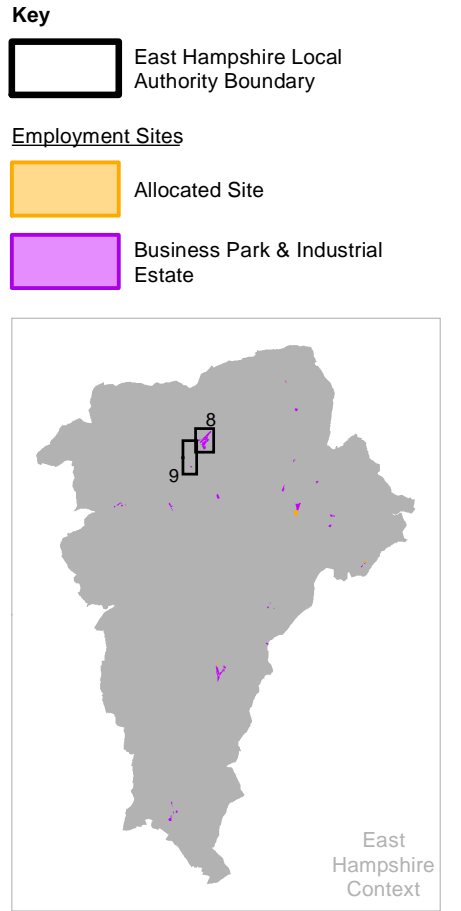 Key
East Hampshire Local
Authority Boundary
Employment Sites
Allocated Site
Business Park & Industrial
Estate
8
9
East
Hampshire
Context